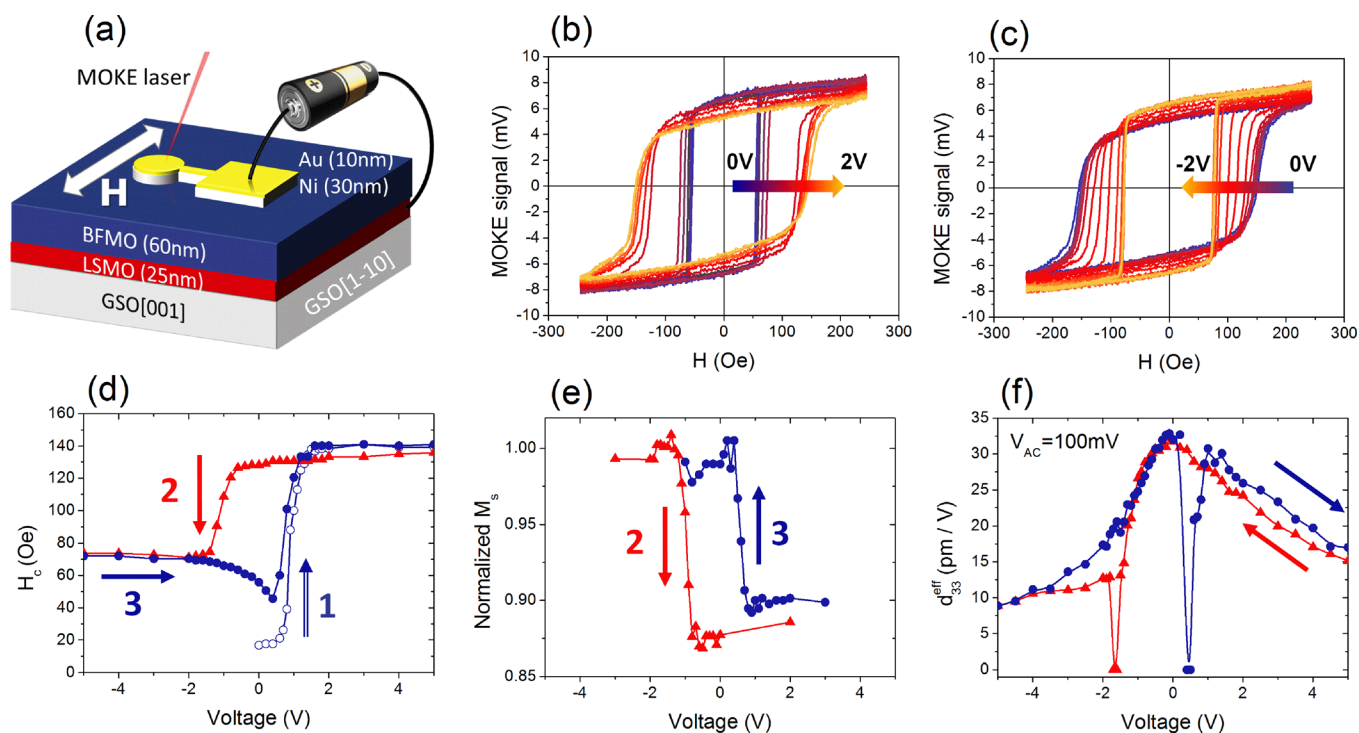 (a)
MOKE laser
+
H
Au (10nm)
Ni (30nm)
BFMO (60nm)
LSMO (25nm)
GSO[001]
GSO[1-10]
(b)
MOKE signal (mV)
10
8
6
4
2
0
-2
-4
-6
-8
-10
0V
2V
-300 -200 -100 0 100 200 300
H (Oe)
(c)
MOKE signal (mV)
10
8
6
4
2
0
-2
-4
-6
-8
-10
-2V
0V
-300 -200 -100 0 100 200 300
H (Oe)
(d)
H_c (Oe)
160
140
120
100
80
60
40
20
0
2
3
1
-4 -2 0 2 4
Voltage (V)
(e)
Normalized M_s
1.00
0.95
0.90
0.85
2
3
-4 -2 0 2 4
Voltage (V)
(f)
V_AC=100mV
d_33^eff (pm / V)
35
30
25
20
15
10
5
0
-4 -2 0 2 4
Voltage (V)